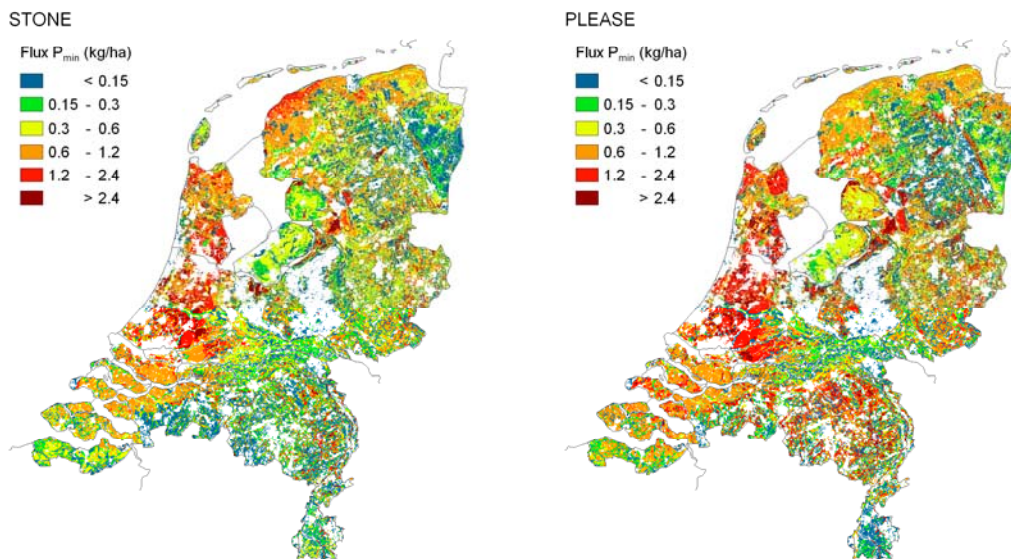 STONE
Flux Pmin (kg/ha)
< 0.15
0.15 - 0.3
0.3 - 0.6
0.6 - 1.2
1.2 - 2.4
> 2.4
PLEASE
Flux Pmin (kg/ha)
< 0.15
0.15 - 0.3
0.3 - 0.6
0.6 - 1.2
1.2 - 2.4
> 2.4